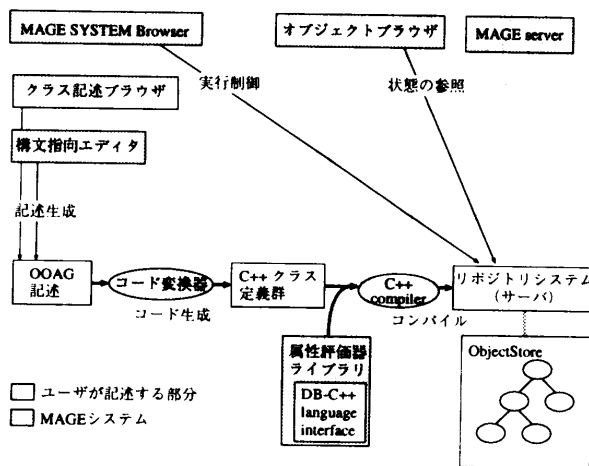 MAGE SYSTEM Browser
オブジェクトブラウザ
MAGE server
実行制御
状態の参照
クラス記述ブラウザ
構文指向エディタ
記述生成
OOAG
記述
コード変換器
コード生成
C++ クラス
定義群
C++
compiler
コンパイル
リポジトリシステム
(サーバ)
属性評価器
ライブラリ
DB-C++
language
interface
ObjectStore
ユーザが記述する部分
MAGEシステム